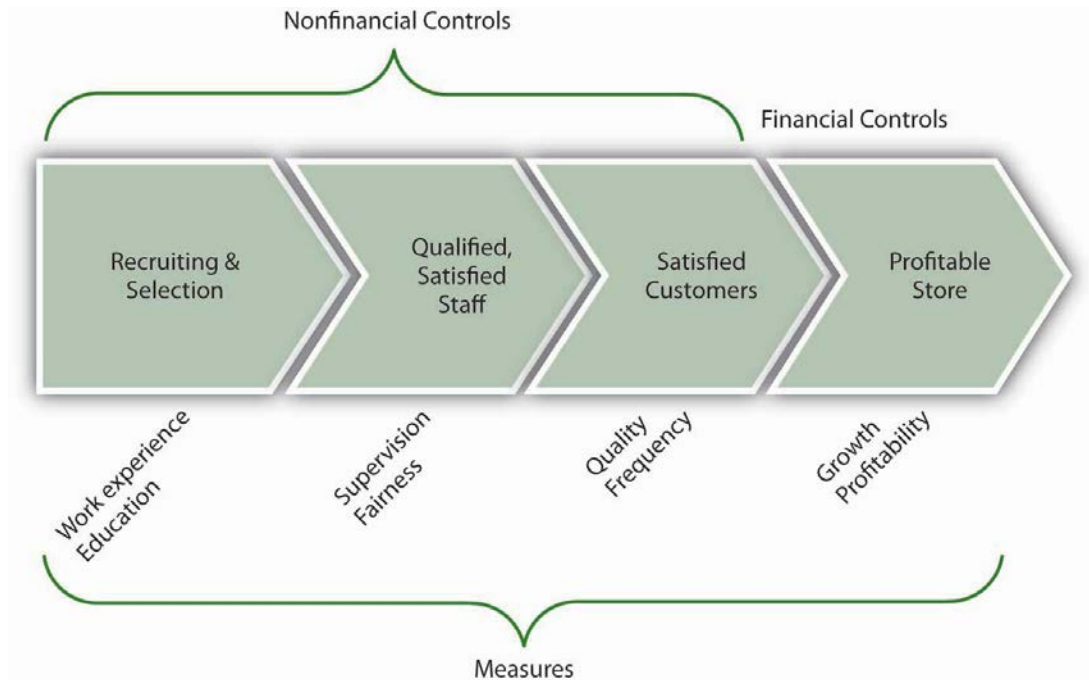 Nonfinancial Controls
Financial Controls
Recruiting &
Selection
Qualified,
Satisfied
Staff
Satisfied
Customers
Profitable
Store
Work experience
Education
Supervision
Fairness
Quality
Frequency
Growth
Profitability
Measures